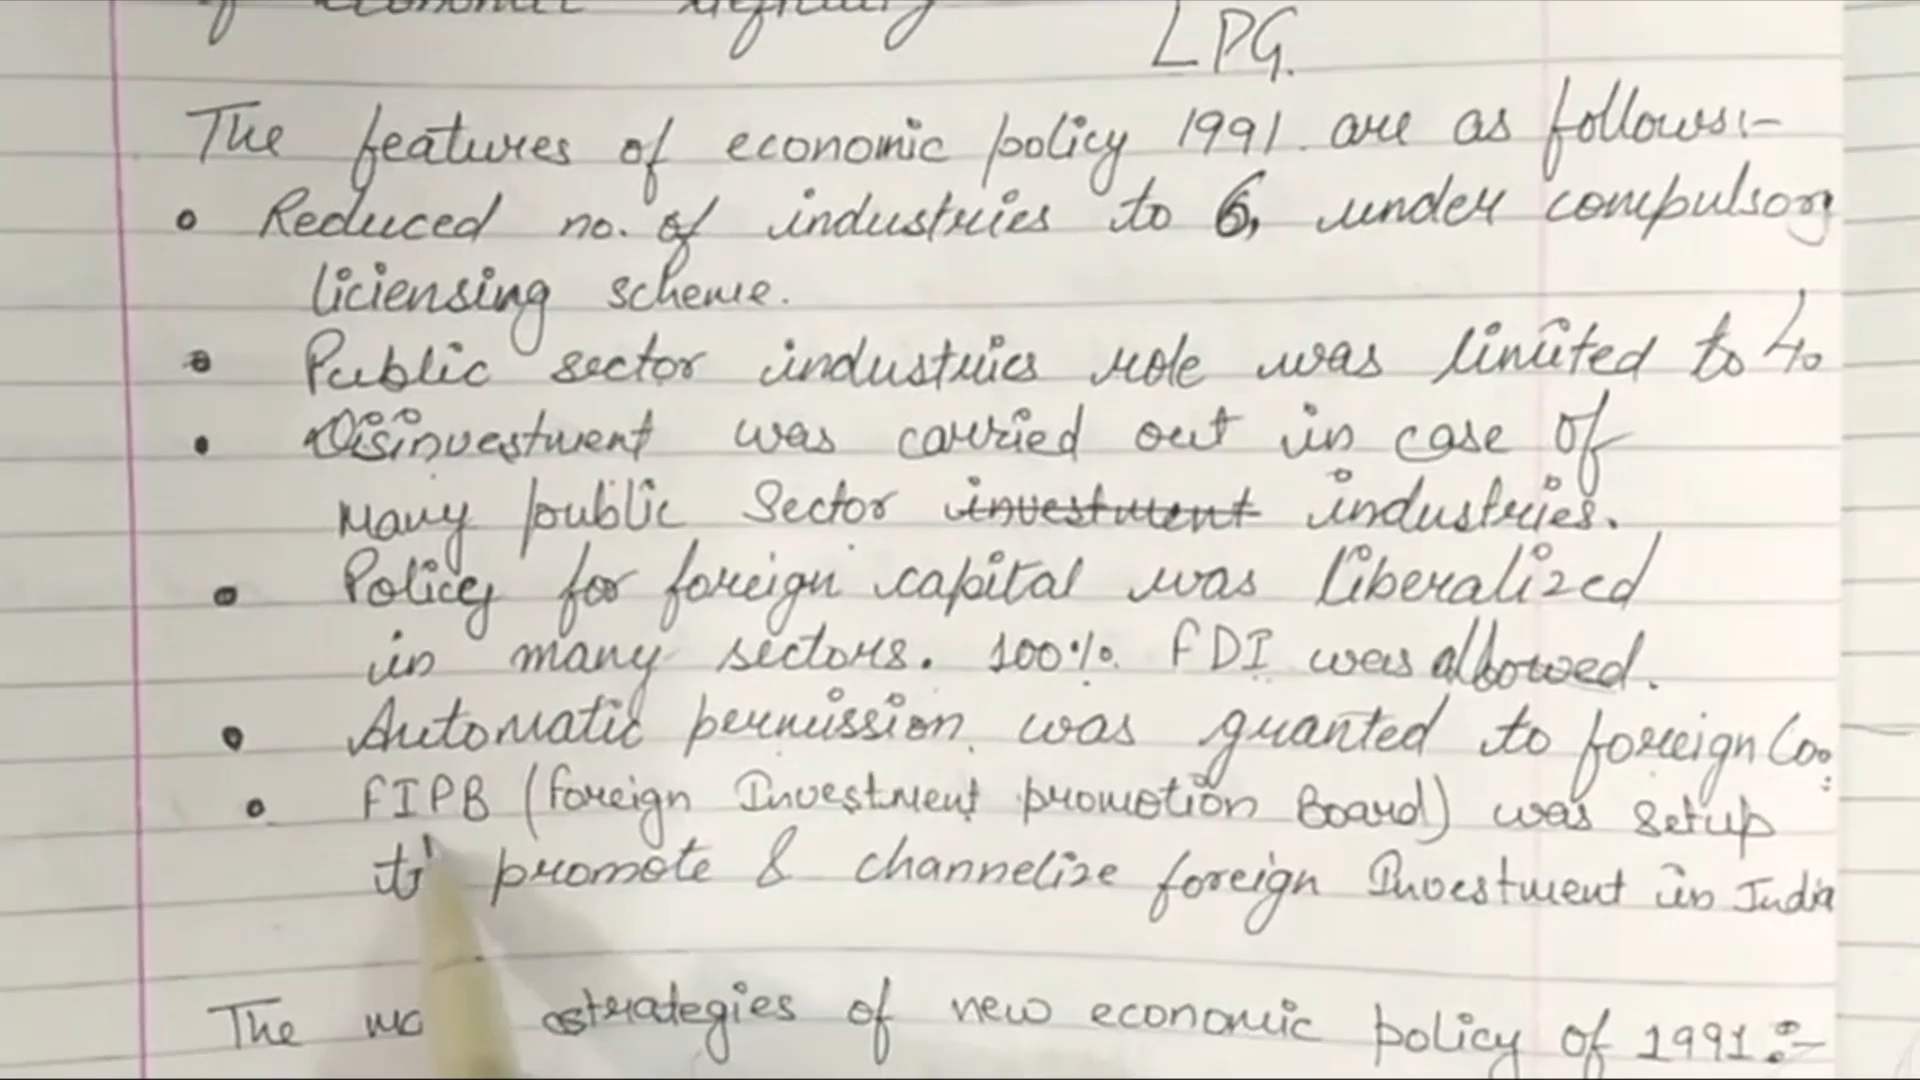 of economic
LPG.
The features of economic policy 1991. are as follows:-
• Reduced no. of industries to 6, under compulsory
liciensing scheme.
• Public sector industries role was limited to 4.
• Disinvestment was carried out in case of
many public sector investment industries.
• Policy for foreign capital was liberalized
in many sectors. 100% FDI was allowed.
• Automatic permission was granted to foreign Co.
• FIPB (foreign Investment promotion Board) was setup
to promote & channelize foreign Investment in India
The strategies of new economic policy of 1991:-